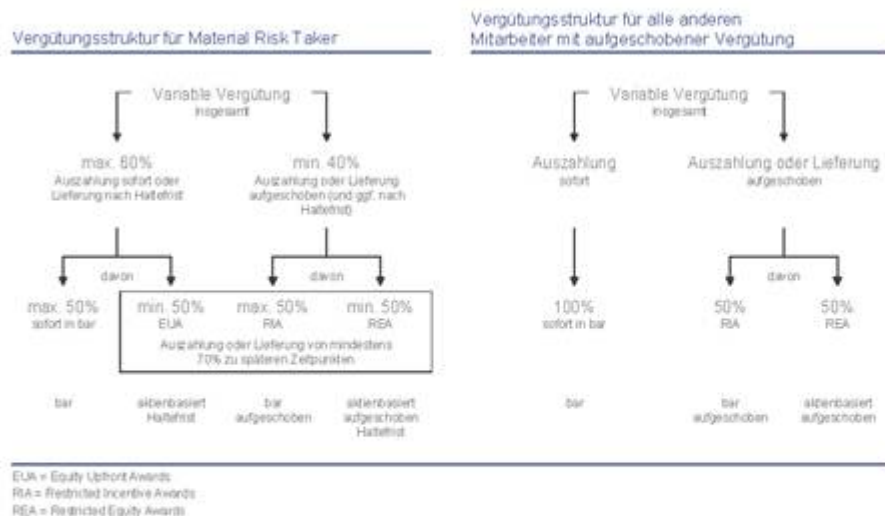 Vergütungsstruktur für Material Risk Taker
Variable Vergütung
insgesamt
max. 60%
Auszahlung sofort oder
Lieferung nach Haltefrist
min. 40%
Auszahlung oder Lieferung
aufgeschoben (und ggf. nach
Haltefrist)
davon
davon
max. 50%
sofort in bar
min. 50%
EUA
max. 50%
RIA
min. 50%
REA
Auszahlung oder Lieferung von mindestens
70% zu späteren Zeitpunkten
bar
aktienbasiert
Haltefrist
bar
aufgeschoben
aktienbasiert
aufgeschoben
Haltefrist
Vergütungsstruktur für alle anderen
Mitarbeiter mit aufgeschobener Vergütung
Variable Vergütung
insgesamt
Auszahlung
sofort
Auszahlung oder Lieferung
aufgeschoben
davon
100%
sofort in bar
50%
RIA
50%
REA
bar
bar
aufgeschoben
aktienbasiert
aufgeschoben
EUA = Equity Upfront Awards
RIA = Restricted Incentive Awards
REA = Restricted Equity Awards